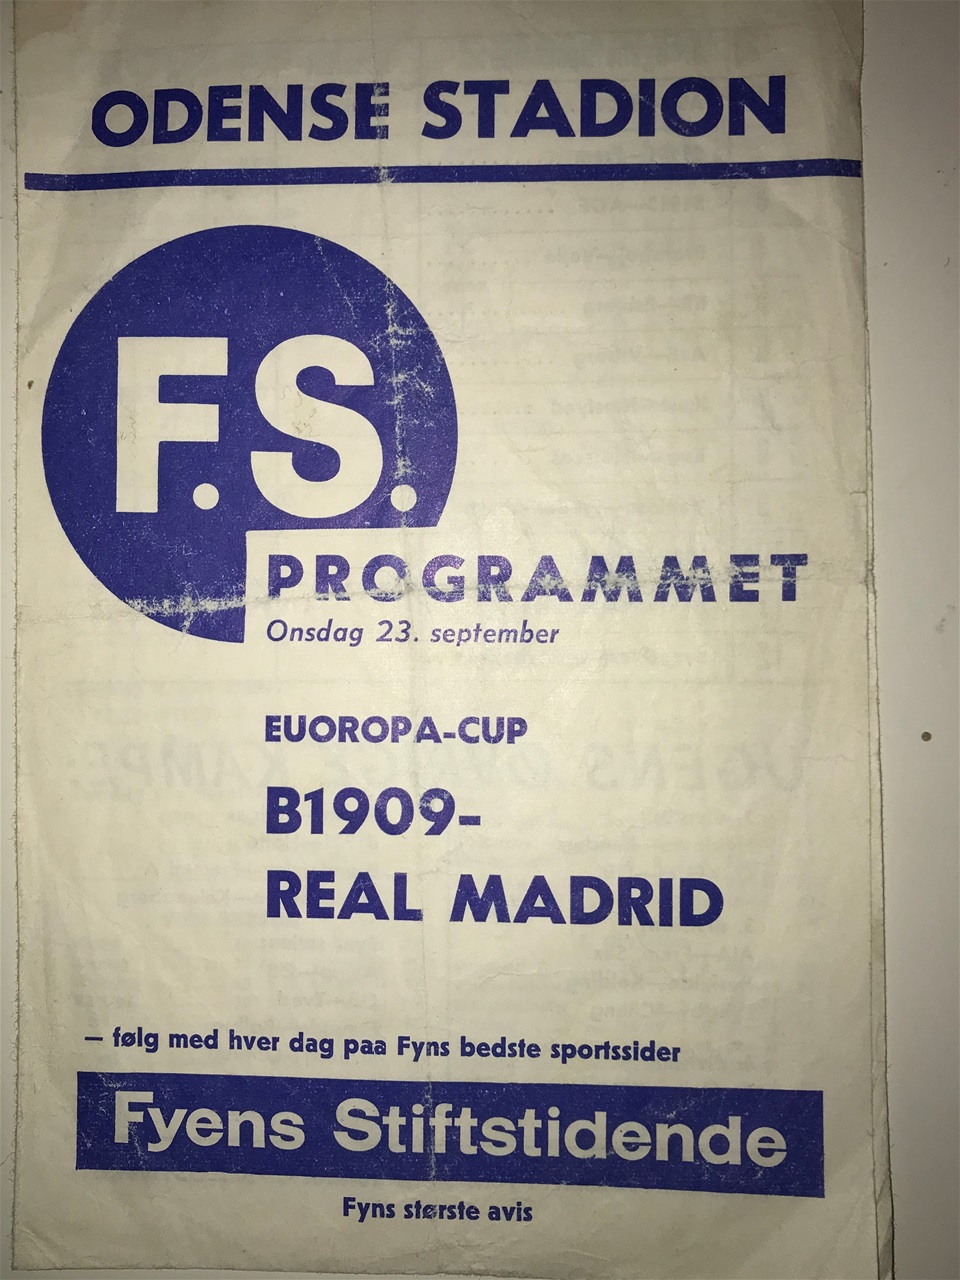 ODENSE STADION
F.S.
PROGRAMMET
Onsdag 23. september
EUOROPA-CUP
B1909-
REAL MADRID
– følg med hver dag paa Fyns bedste sportssider
Fyens Stiftstidende
Fyns største avis